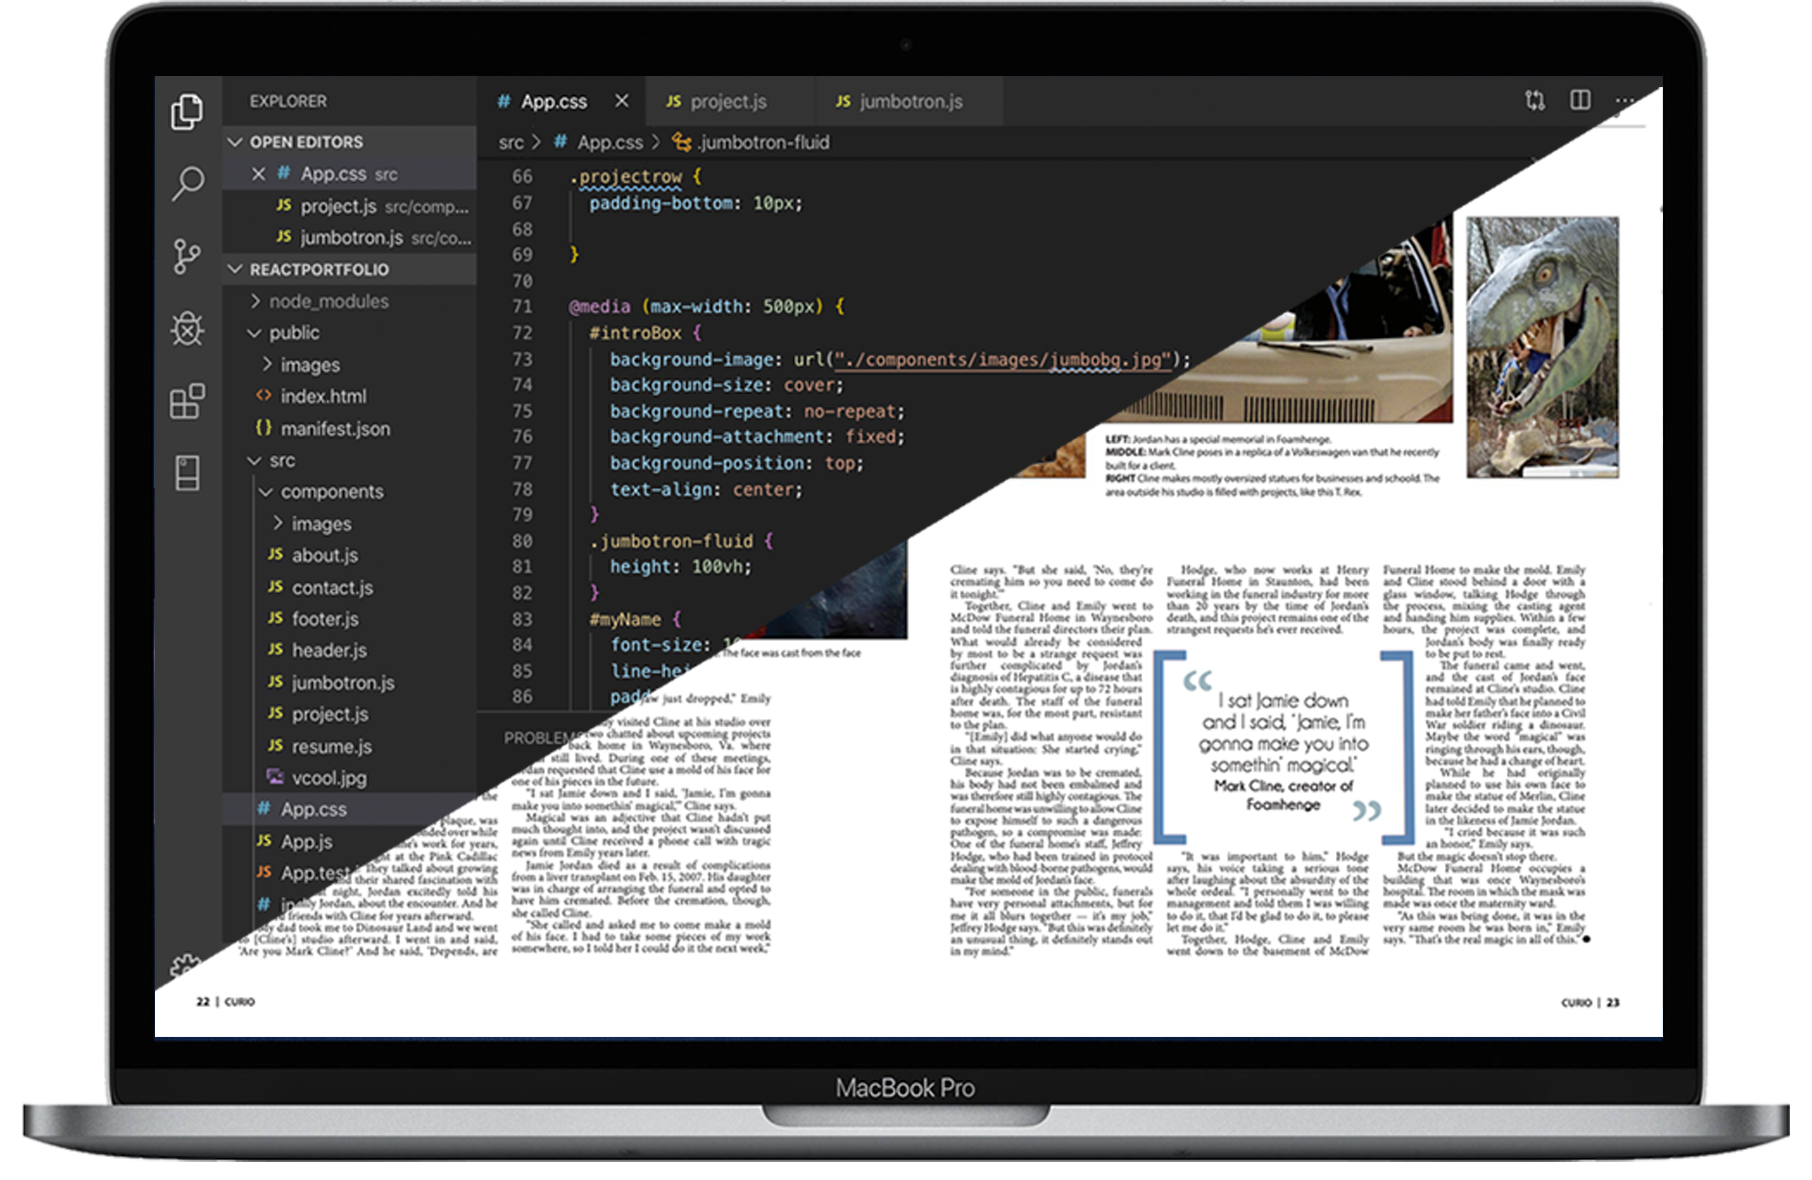 EXPLORER
OPEN EDITORS
App.css src
JS project.js src/comp...
JS jumbotron.js src/co...
REACTPORTFOLIO
node_modules
public
images
<> index.html
{} manifest.json
src
components
images
JS about.js
JS contact.js
JS footer.js
JS header.js
JS jumbotron.js
JS project.js
JS resume.js
vcool.jpg
# App.css
JS App.js
JS App.test
#
# App.css
JS project.js
JS jumbotron.js
src > # App.css > .jumbotron-fluid
66 .projectrow {
67 padding-bottom: 10px;
68
69 }
70
71 @media (max-width: 500px) {
72 #introBox {
73 background-image: url("./components/images/jumbobg.jpg");
74 background-size: cover;
75 background-repeat: no-repeat;
76 background-attachment: fixed;
77 background-position: top;
78 text-align: center;
79 }
80 .jumbotron-fluid {
81 height: 100vh;
82 }
83 #myName {
84 font-size:
85 line-hei
86 padd
PROBLEM
LEFT: Jordan has a special memorial in Foamhenge.
MIDDLE: Mark Cline poses in a replica of a Volkeswagen van that he recently
built for a client.
RIGHT Cline makes mostly oversized statues for businesses and schoold. The
area outside his studio is filled with projects, like this T. Rex.
The face was cast from the face
the
plaque, was
nded over while
e's work for years,
ht at the Pink Cadillac
They talked about growing
nd their shared fascination with
night, Jordan excitedly told his
y Jordan, about the encounter. And he
d friends with Cline for years afterward.
My dad took me to Dinosaur Land and we went
to [Cline's] studio afterward. I went in and said,
'Are you Mark Cline?' And he said, 'Depends, are
aw just dropped," Emily
visited Cline at his studio over
two chatted about upcoming projects
back home in Waynesboro, Va. where
still lived. During one of these meetings,
rdan requested that Cline use a mold of his face for
one of his pieces in the future.
"I sat Jamie down and I said, 'Jamie, I'm gonna
make you into somethin' magical,'" Cline says.
Magical was an adjective that Cline hadn't put
much thought into, and the project wasn't discussed
again until Cline received a phone call with tragic
news from Emily years later.
Jamie Jordan died as a result of complications
from a liver transplant on Feb. 15, 2007. His daughter
was in charge of arranging the funeral and opted to
have him cremated. Before the cremation, though,
she called Cline.
"She called and asked me to come make a mold
of his face. I had to take some pieces of my work
somewhere, so I told her I could do it the next week,"
Cline says. "But she said, 'No, they're
cremating him so you need to come do
it tonight.'"
Together, Cline and Emily went to
McDow Funeral Home in Waynesboro
and told the funeral directors their plan.
What would already be considered
by most to be a strange request was
further complicated by Jordan's
diagnosis of Hepatitis C, a disease that
is highly contagious for up to 72 hours
after death. The staff of the funeral
home was, for the most part, resistant
to the plan.
"[Emily] did what anyone would do
in that situation: She started crying,"
Cline says.
Because Jordan was to be cremated,
his body had not been embalmed and
was therefore still highly contagious. The
funeral home was unwilling to allow Cline
to expose himself to such a dangerous
pathogen, so a compromise was made:
One of the funeral home's staff, Jeffrey
Hodge, who had been trained in protocol
dealing with blood-borne pathogens, would
make the mold of Jordan's face.
"For someone in the public, funerals
have very personal attachments, but for
me it all blurs together — it's my job,"
Jeffrey Hodge says. "But this was definitely
an unusual thing, it definitely stands out
in my mind."
Hodge, who now works at Henry
Funeral Home in Staunton, had been
working in the funeral industry for more
than 20 years by the time of Jordan's
death, and this project remains one of the
strangest requests he's ever received.
“
I sat Jamie down
and I said, 'Jamie, I'm
gonna make you into
somethin' magical.'
Mark Cline, creator of
Foamhenge
”
"It was important to him," Hodge
says, his voice taking a serious tone
after laughing about the absurdity of the
whole ordeal. "I personally went to the
management and told them I was willing
to do it, that I'd be glad to do it, to please
let me do it."
Together, Hodge, Cline and Emily
went down to the basement of McDow
Funeral Home to make the mold. Emily
and Cline stood behind a door with a
glass window, talking Hodge through
the process, mixing the casting agent
and handing him supplies. Within a few
hours, the project was complete, and
Jordan's body was finally ready
to be put to rest.
The funeral came and went,
and the cast of Jordan's face
remained at Cline's studio. Cline
had told Emily that he planned to
make her father's face into a Civil
War soldier riding a dinosaur.
Maybe the word "magical" was
ringing through his ears, though,
because he had a change of heart.
While he had originally
planned to use his own face to
make the statue of Merlin, Cline
later decided to make the statue
in the likeness of Jamie Jordan.
"I cried because it was such
an honor," Emily says.
But the magic doesn't stop there.
McDow Funeral Home occupies a
building that was once Waynesboro's
hospital. The room in which the mask was
made was once the maternity ward.
"As this was being done, it was in the
very same room he was born in," Emily
says. "That's the real magic in all of this."
22 | CURIO
CURIO | 23
MacBook Pro